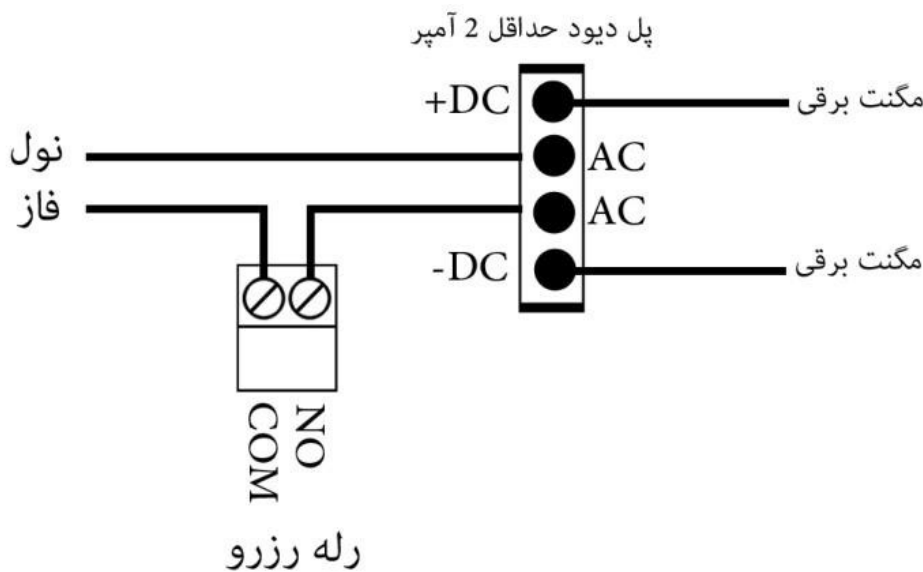 پل دیود حداقل 2 آمپر
+DC
مگنت برقی
نول
AC
فاز
AC
-DC
مگنت برقی
COM
NO
رله رزرو